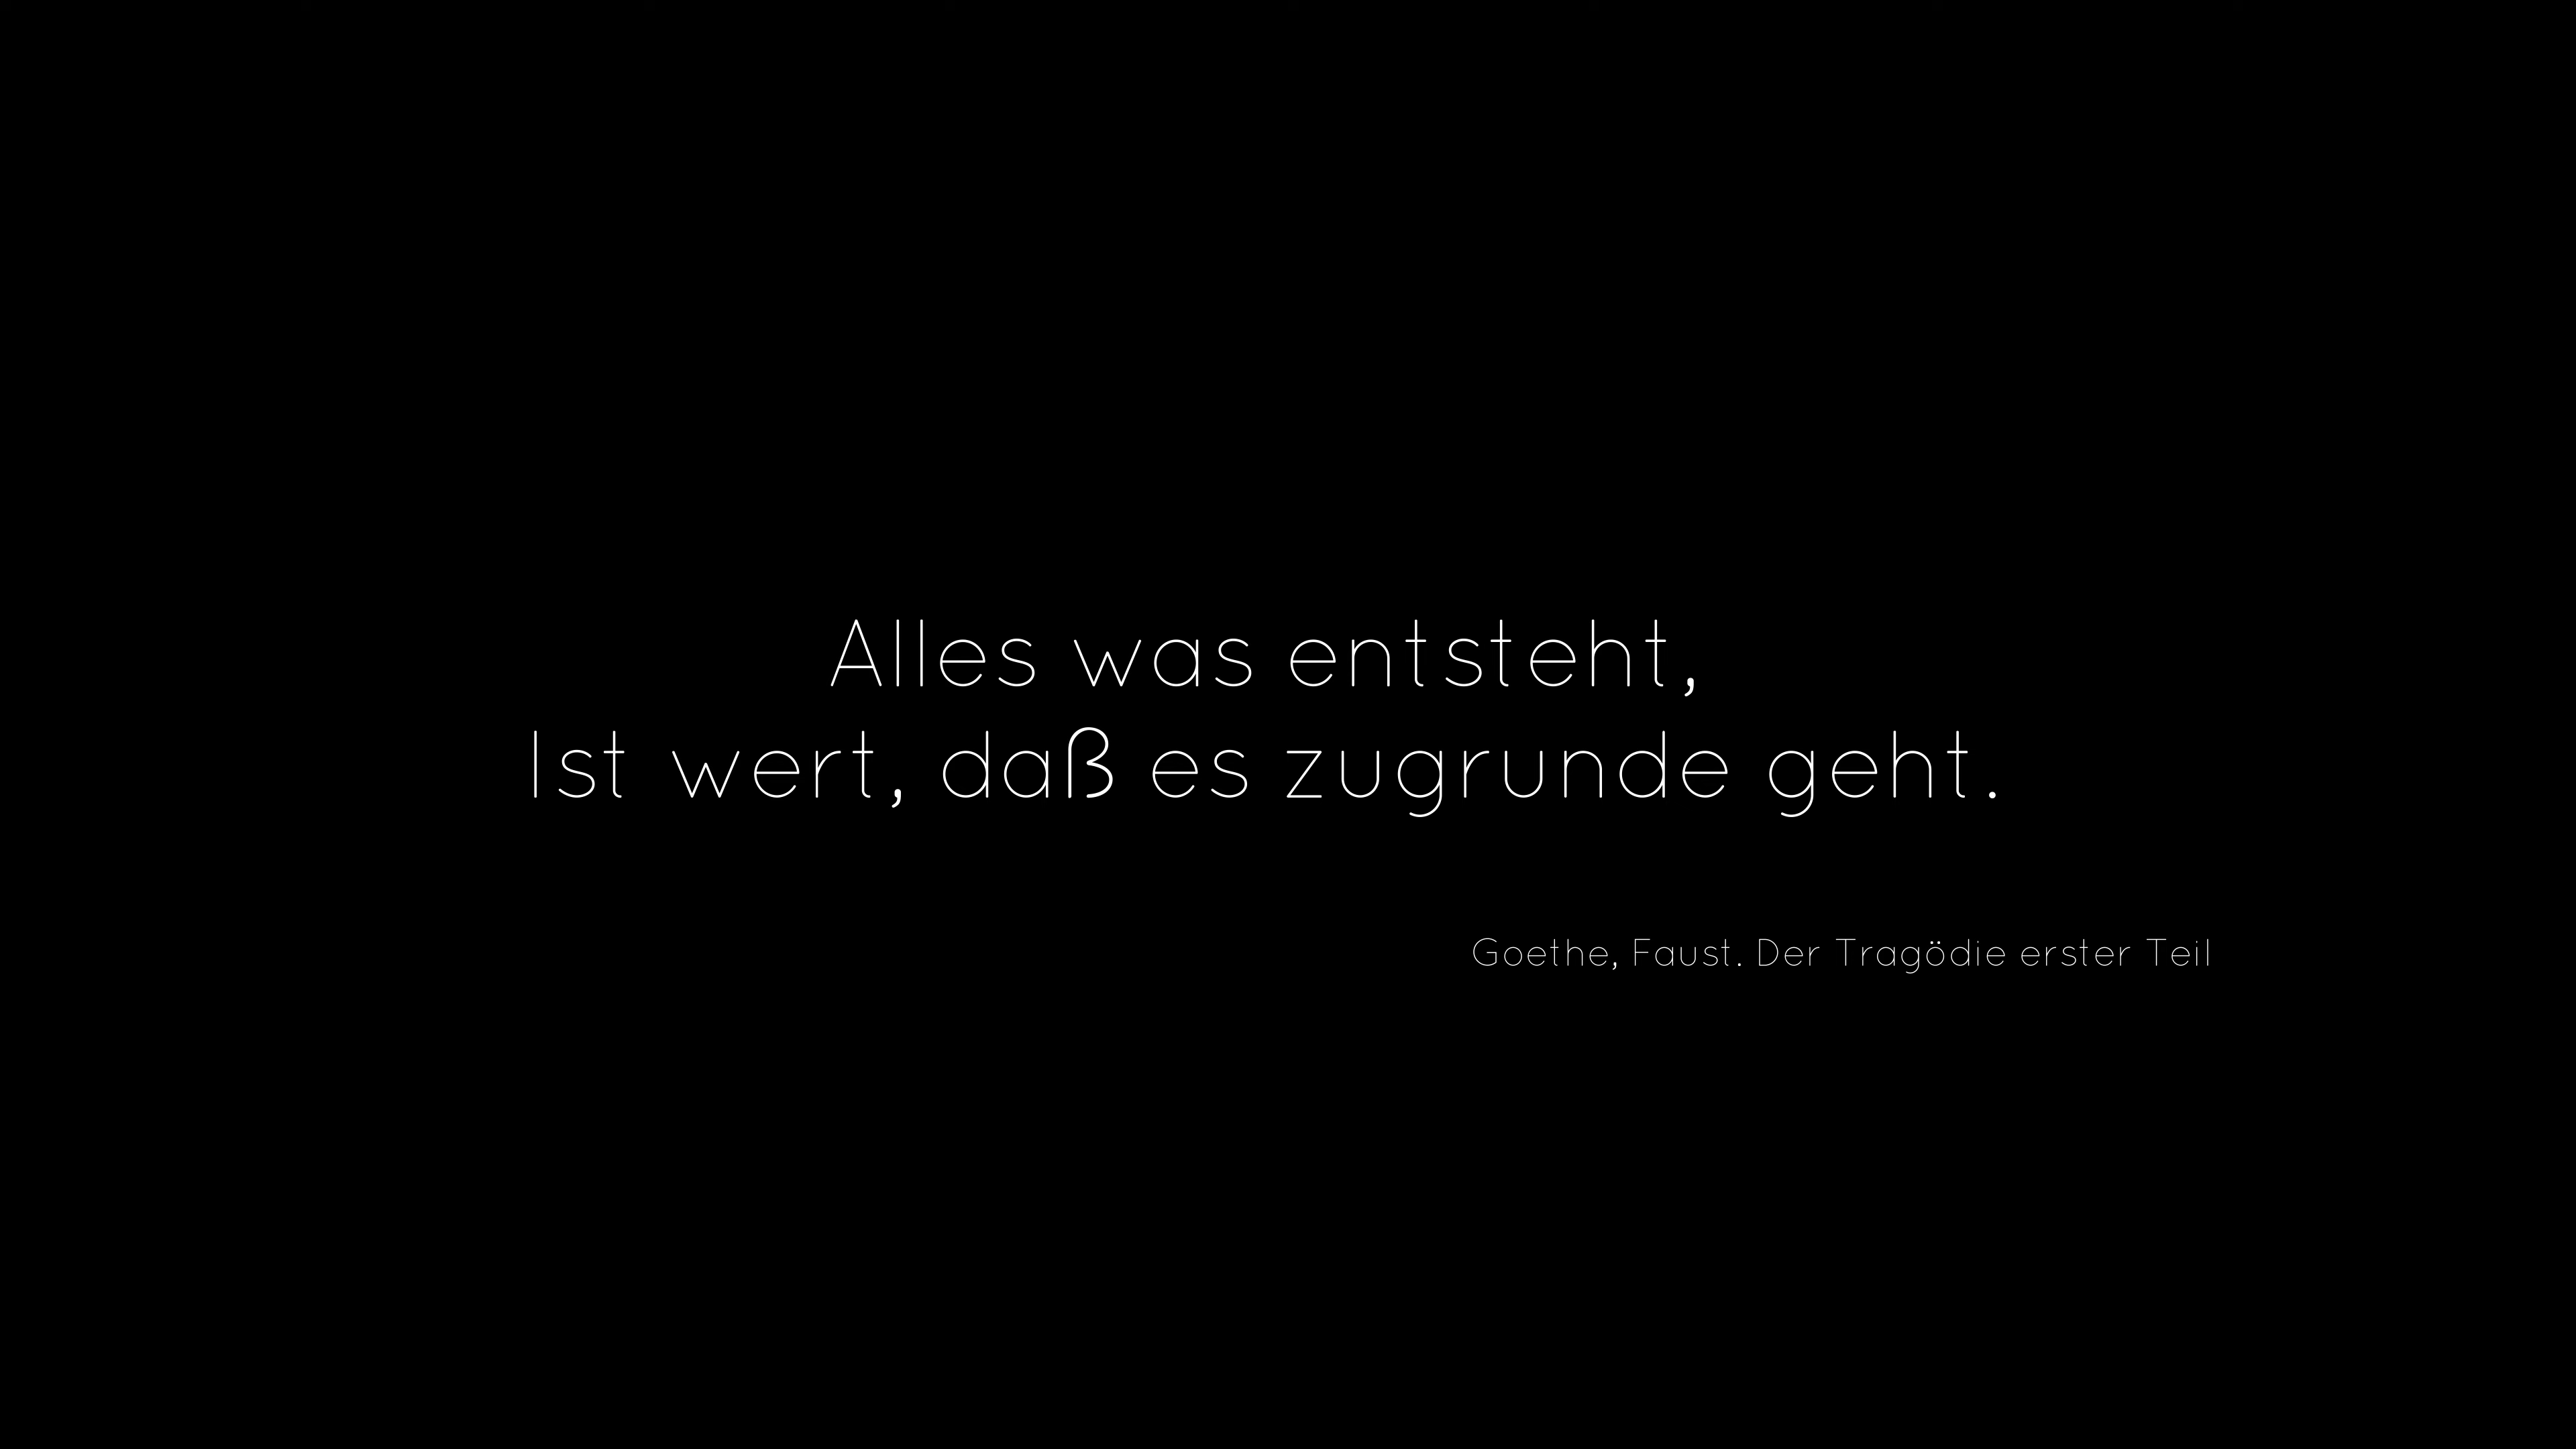 Alles was entsteht,
Ist wert, daß es zugrunde geht.
Goethe, Faust. Der Tragödie erster Teil